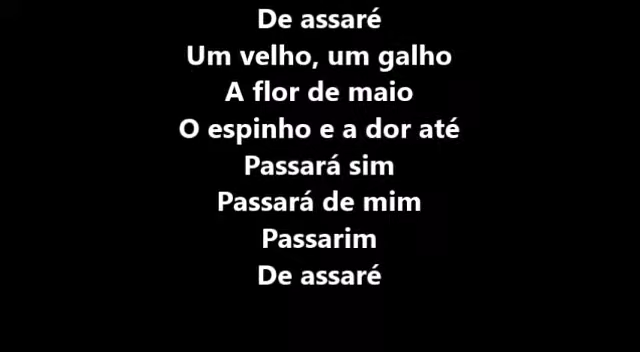 De assaré
Um velho, um galho
A flor de maio
O espinho e a dor até
Passará sim
Passará de mim
Passarim
De assaré